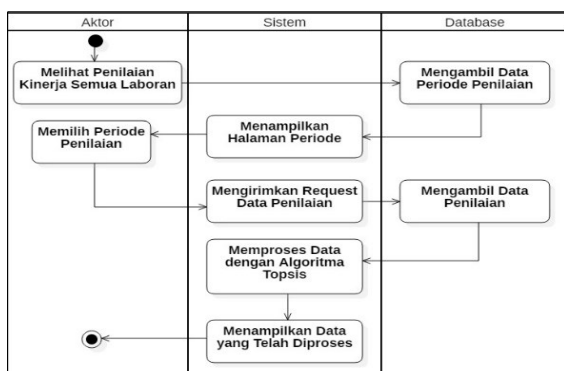 Aktor
Sistem
Database
Melihat Penilaian
Kinerja Semua Laboran
Mengambil Data
Periode Penilaian
Menampilkan
Halaman Periode
Memilih Periode
Penilaian
Mengirimkan Request
Data Penilaian
Mengambil Data
Penilaian
Memproses Data
dengan Algoritma
Topsis
Menampilkan Data
yang Telah Diproses